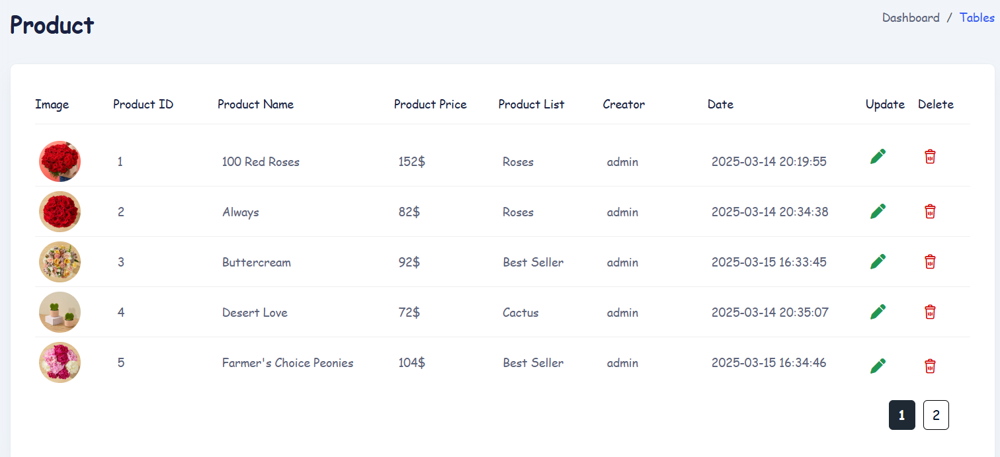 Product
Dashboard / Tables
Image Product ID Product Name Product Price Product List Creator Date Update Delete
1 100 Red Roses 152$ Roses admin 2025-03-14 20:19:55
2 Always 82$ Roses admin 2025-03-14 20:34:38
3 Buttercream 92$ Best Seller admin 2025-03-15 16:33:45
4 Desert Love 72$ Cactus admin 2025-03-14 20:35:07
5 Farmer's Choice Peonies 104$ Best Seller admin 2025-03-15 16:34:46
1 2